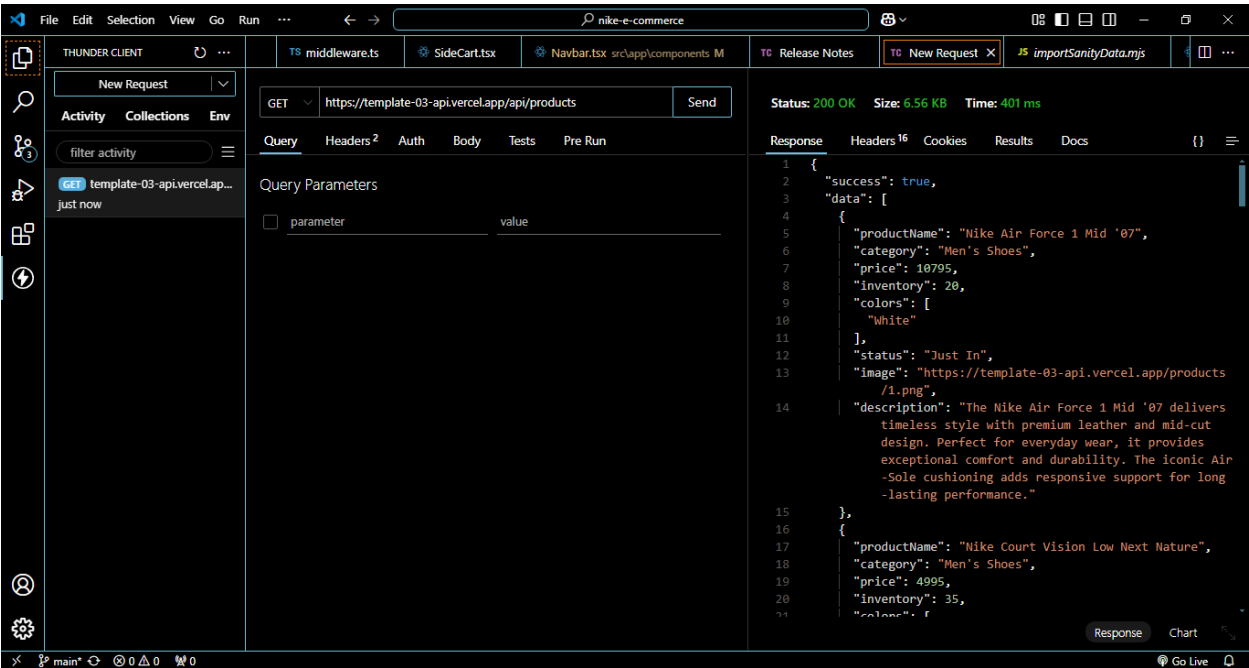 File Edit Selection View Go Run ··· ← → nike-e-commerce
THUNDER CLIENT ···
TS middleware.ts SideCart.tsx Navbar.tsx src\app\components M TC Release Notes TC New Request × JS importSanityData.mjs ···
New Request
Activity Collections Env
filter activity
GET template-03-api.vercel.ap...
just now
3
GET https://template-03-api.vercel.app/api/products Send
Query Headers 2 Auth Body Tests Pre Run
Query Parameters
parameter value
Status: 200 OK Size: 6.56 KB Time: 401 ms
Response Headers 16 Cookies Results Docs {}
1 {
2 "success": true,
3 "data": [
4 {
5 "productName": "Nike Air Force 1 Mid '07",
6 "category": "Men's Shoes",
7 "price": 10795,
8 "inventory": 20,
9 "colors": [
10 "White"
11 ],
12 "status": "Just In",
13 "image": "https://template-03-api.vercel.app/products
/1.png",
14 "description": "The Nike Air Force 1 Mid '07 delivers
timeless style with premium leather and mid-cut
design. Perfect for everyday wear, it provides
exceptional comfort and durability. The iconic Air
-Sole cushioning adds responsive support for long
-lasting performance."
15 },
16 {
17 "productName": "Nike Court Vision Low Next Nature",
18 "category": "Men's Shoes",
19 "price": 4995,
20 "inventory": 35,
21 "colors": [
Response Chart
main* 0 0 0 Go Live